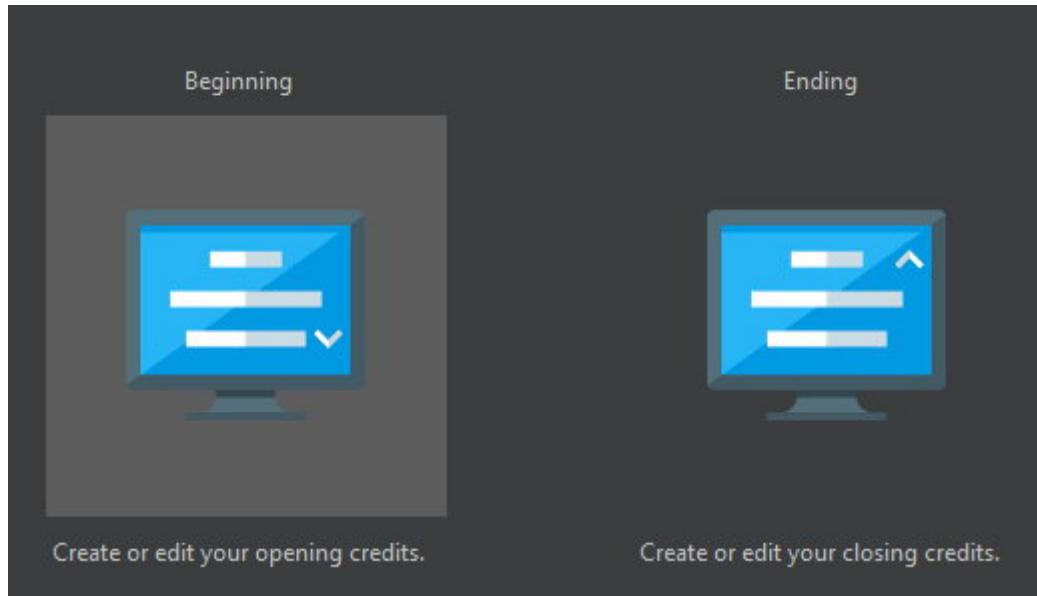 Beginning
Ending
Create or edit your opening credits.
Create or edit your closing credits.